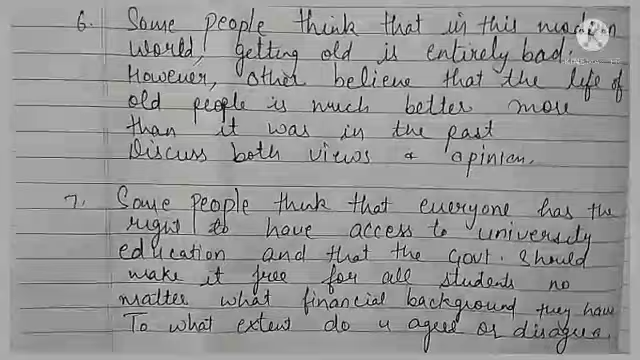 6. Some people think that in this modern
world, getting old is entirely bad.
However, other believe that the life of
old people is much better more
than it was in the past
Discuss both views & opinion.
7. Some people think that everyone has the
right to have access to university
education and that the Govt. should
make it free for all students no
matter what financial background they have
To what extent do u agree or disagree.